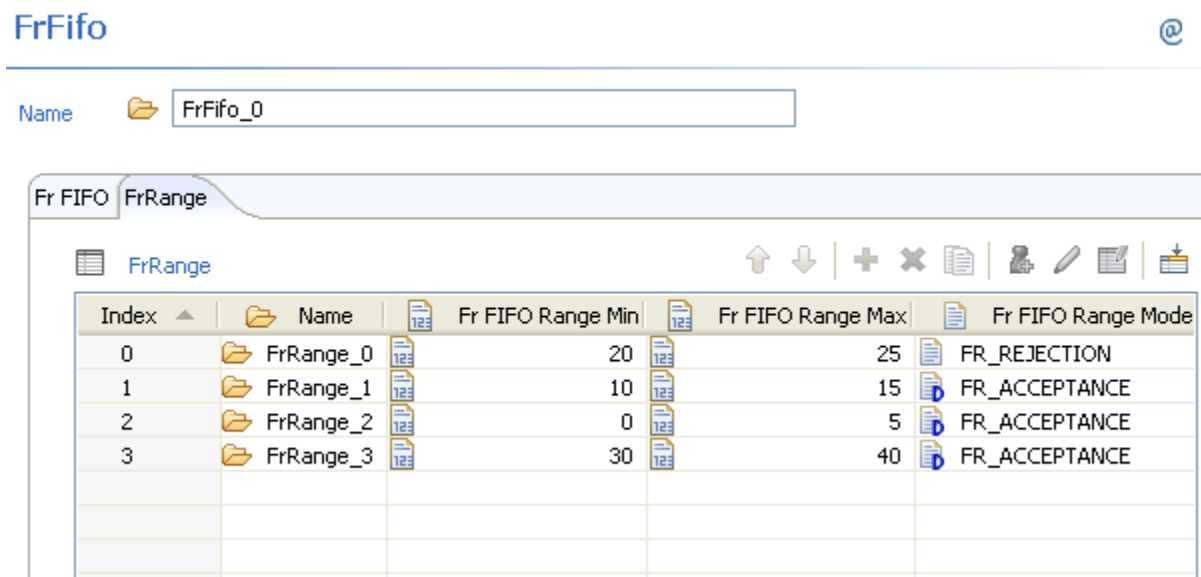 FrFifo @
Name FrFifo_0
Fr FIFO FrRange
FrRange
Index Name Fr FIFO Range Min Fr FIFO Range Max Fr FIFO Range Mode
0 FrRange_0 20 25 FR_REJECTION
1 FrRange_1 10 15 FR_ACCEPTANCE
2 FrRange_2 0 5 FR_ACCEPTANCE
3 FrRange_3 30 40 FR_ACCEPTANCE